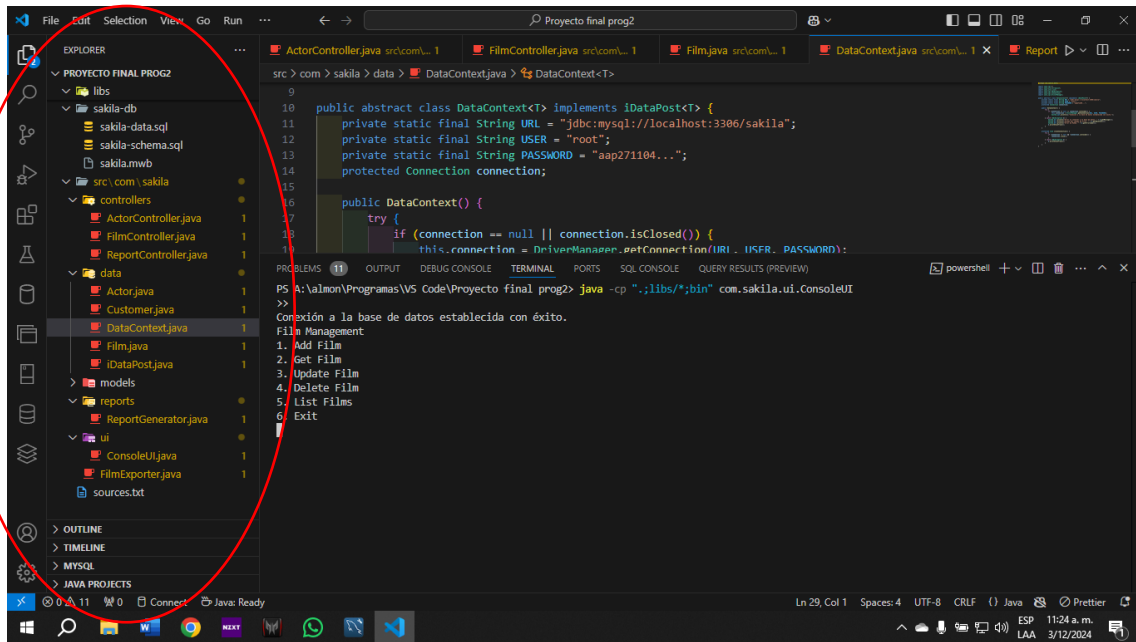 File Edit Selection View Go Run ···
Proyecto final prog2
EXPLORER ···
PROYECTO FINAL PROG2
libs
sakila-db
sakila-data.sql
sakila-schema.sql
sakila.mwb
src\com\sakila
controllers
ActorController.java 1
FilmController.java 1
ReportController.java 1
data
Actor.java 1
Customer.java 1
DataContext.java 1
Film.java 1
iDataPost.java 1
models
reports
ReportGenerator.java 1
ui
ConsoleUI.java 1
FilmExporter.java 1
sources.txt
OUTLINE
TIMELINE
MYSQL
JAVA PROJECTS
ActorController.java src\com\... 1 FilmController.java src\com\... 1 Film.java src\com\... 1 DataContext.java src\com\... 1 Report ···
src > com > sakila > data > DataContext.java > DataContext<T>
9
10 public abstract class DataContext<T> implements iDataPost<T> {
11 private static final String URL = "jdbc:mysql://localhost:3306/sakila";
12 private static final String USER = "root";
13 private static final String PASSWORD = "aap271104...";
14 protected Connection connection;
15
16 public DataContext() {
17 try {
18 if (connection == null || connection.isClosed()) {
19 this.connection = DriverManager.getConnection(URL, USER, PASSWORD);
PROBLEMS 11 OUTPUT DEBUG CONSOLE TERMINAL PORTS SQL CONSOLE QUERY RESULTS (PREVIEW) powershell ···
PS A:\almon\Programas\VS Code\Proyecto final prog2> java -cp ".;libs/*;bin" com.sakila.ui.ConsoleUI
>>
Conexión a la base de datos establecida con éxito.
Film Management
1. Add Film
2. Get Film
3. Update Film
4. Delete Film
5. List Films
6. Exit
0 11 0 Connect Java: Ready Ln 29, Col 1 Spaces: 4 UTF-8 CRLF {} Java Prettier
NZXT ESP 11:24 a. m.
LAA 3/12/2024 1